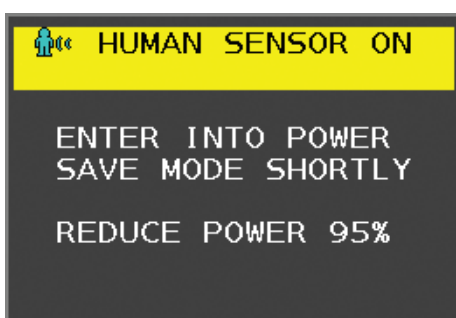 HUMAN SENSOR ON
ENTER INTO POWER
SAVE MODE SHORTLY
REDUCE POWER 95%